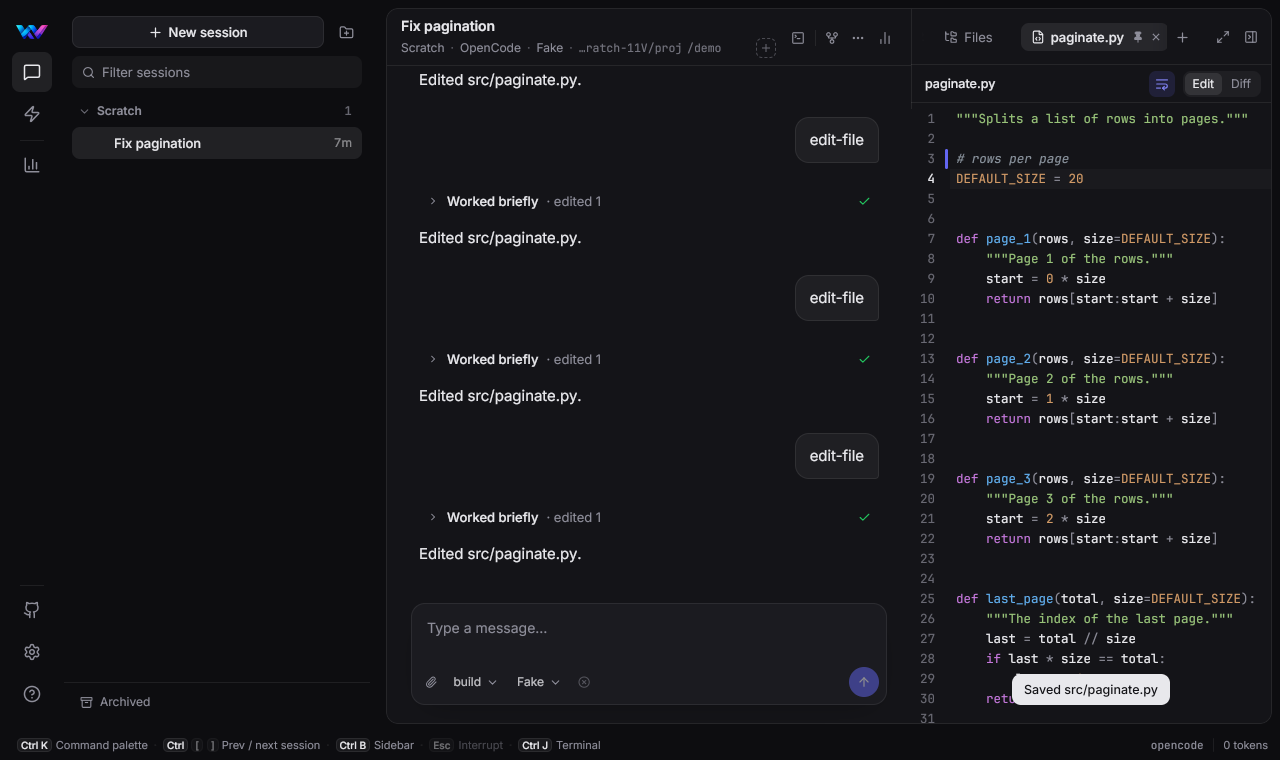 New session
Filter sessions
Scratch 1
Fix pagination 7m
Archived
Fix pagination
Scratch · OpenCode · Fake · …ratch-11V/proj /demo
Edited src/paginate.py.
edit-file
Worked briefly · edited 1
Edited src/paginate.py.
edit-file
Worked briefly · edited 1
Edited src/paginate.py.
edit-file
Worked briefly · edited 1
Edited src/paginate.py.
Type a message...
build Fake
Files paginate.py
paginate.py Edit Diff
1 """Splits a list of rows into pages."""
2
3 # rows per page
4 DEFAULT_SIZE = 20
5
6
7 def page_1(rows, size=DEFAULT_SIZE):
8 """Page 1 of the rows."""
9 start = 0 * size
10 return rows[start:start + size]
11
12
13 def page_2(rows, size=DEFAULT_SIZE):
14 """Page 2 of the rows."""
15 start = 1 * size
16 return rows[start:start + size]
17
18
19 def page_3(rows, size=DEFAULT_SIZE):
20 """Page 3 of the rows."""
21 start = 2 * size
22 return rows[start:start + size]
23
24
25 def last_page(total, size=DEFAULT_SIZE):
26 """The index of the last page."""
27 last = total // size
28 if last * size == total:
29
30
31
Saved src/paginate.py
Ctrl K Command palette · Ctrl [ ] Prev / next session · Ctrl B Sidebar · Esc Interrupt · Ctrl J Terminal
opencode 0 tokens